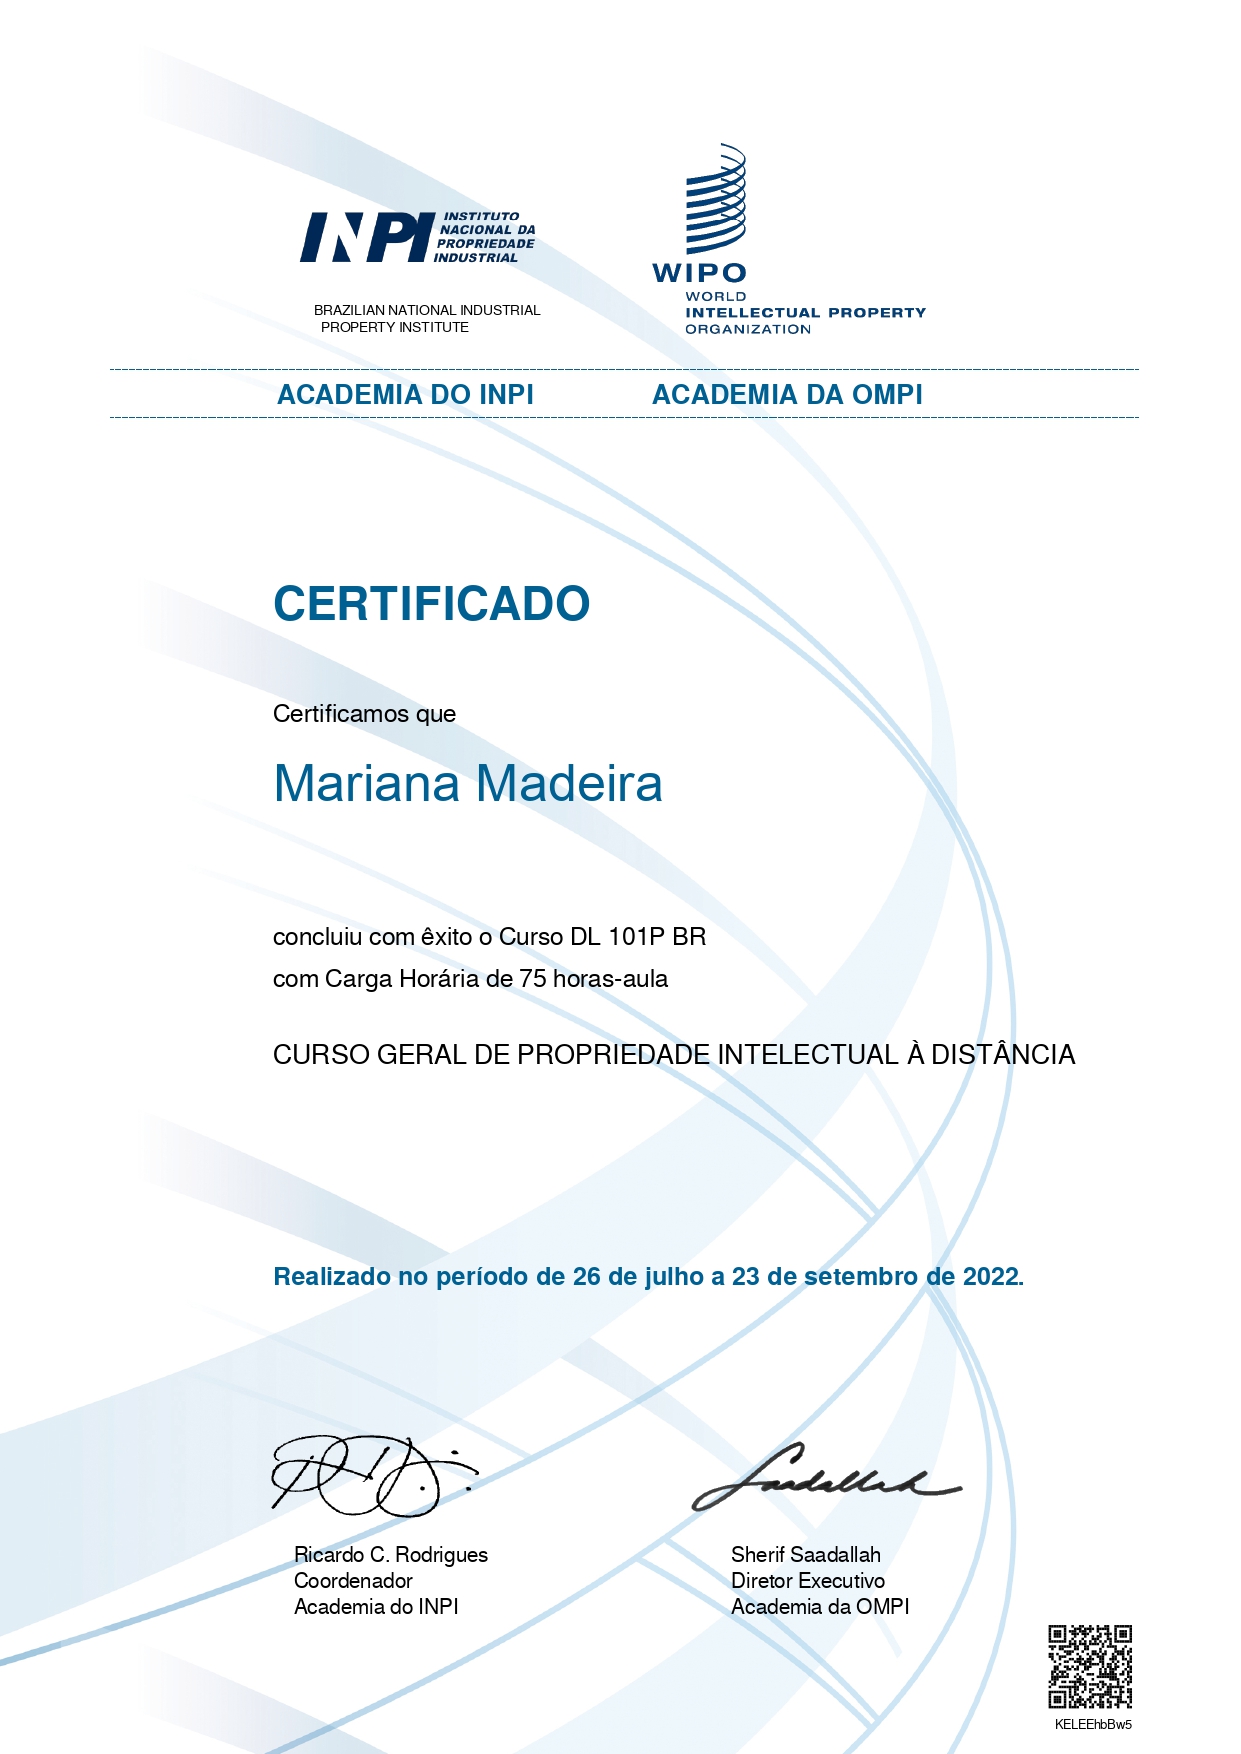 INPI
INSTITUTO
NACIONAL DA
PROPRIEDADE
INDUSTRIAL
BRAZILIAN NATIONAL INDUSTRIAL
PROPERTY INSTITUTE
WIPO
WORLD
INTELLECTUAL PROPERTY
ORGANIZATION
ACADEMIA DO INPI
ACADEMIA DA OMPI
CERTIFICADO
Certificamos que
Mariana Madeira
concluiu com êxito o Curso DL 101P BR
com Carga Horária de 75 horas-aula
CURSO GERAL DE PROPRIEDADE INTELECTUAL À DISTÂNCIA
Realizado no período de 26 de julho a 23 de setembro de 2022.
Saadallah
Ricardo C. Rodrigues
Coordenador
Academia do INPI
Sherif Saadallah
Diretor Executivo
Academia da OMPI
KELEEhbBw5